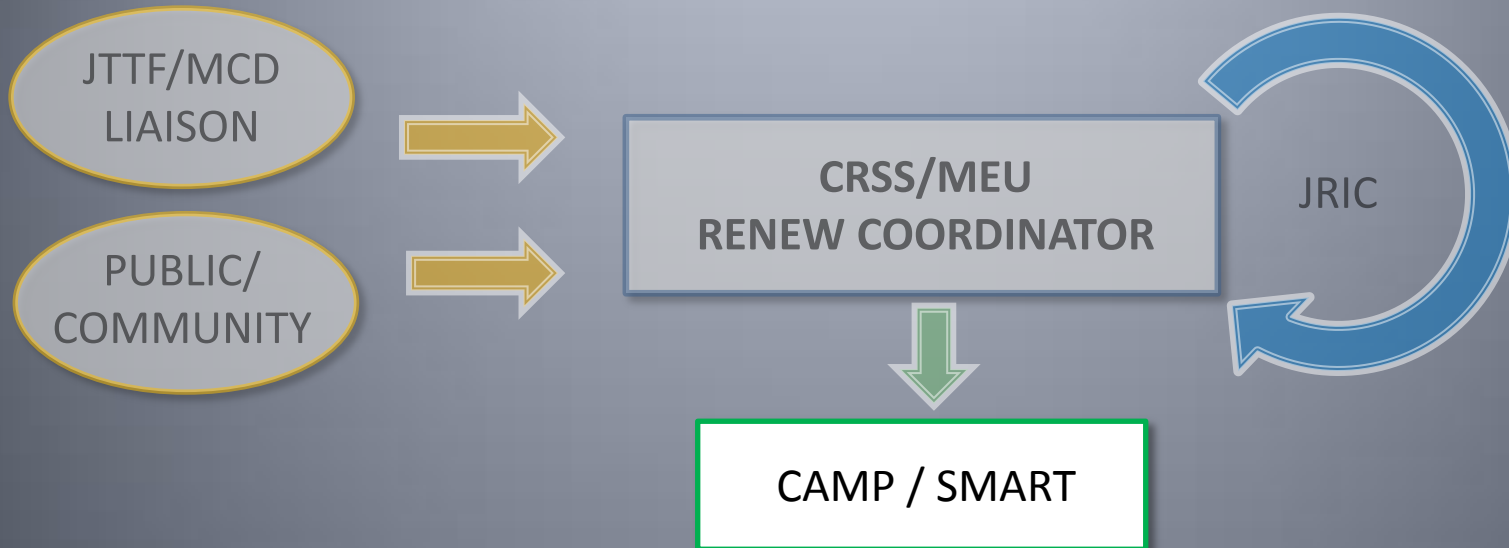 JTTF/MCD
LIAISON
PUBLIC/
COMMUNITY
CRSS/MEU
RENEW COORDINATOR
JRIC
CAMP / SMART